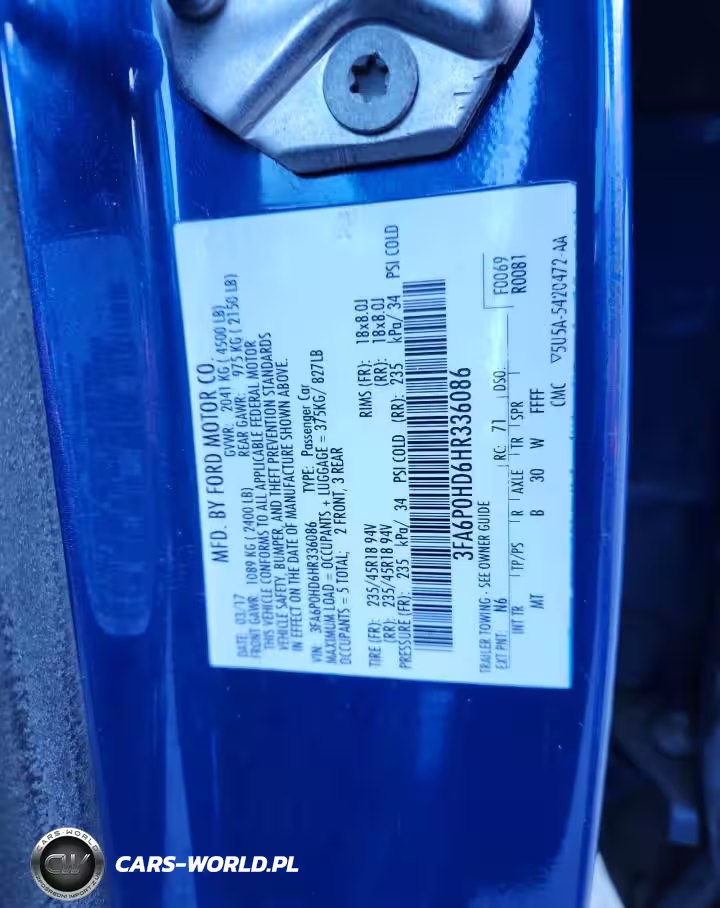 MFD. BY FORD MOTOR CO.
DATE: 03/17 GVWR: 2041 KG ( 4500 LB)
FRONT GAWR: 1089 KG ( 2400 LB) REAR GAWR: 975 KG ( 2150 LB)
THIS VEHICLE CONFORMS TO ALL APPLICABLE FEDERAL MOTOR
VEHICLE SAFETY, BUMPER, AND THEFT PREVENTION STANDARDS
IN EFFECT ON THE DATE OF MANUFACTURE SHOWN ABOVE.
VIN: 3FA6P0HD6HR336086 TYPE: Passenger Car
MAXIMUM LOAD = OCCUPANTS + LUGGAGE = 375KG/ 827LB
OCCUPANTS = 5 TOTAL; 2 FRONT, 3 REAR
TIRE (FR): 235/45R18 94V RIMS (FR): 18x8.0J
(RR): 235/45R18 94V (RR): 18x8.0J
PRESSURE (FR): 235 kPa/ 34 PSI COLD (RR): 235 kPa/ 34 PSI COLD
3FA6P0HD6HR336086
TRAILER TOWING - SEE OWNER GUIDE
F0069
R0081
EXT PNT: N6 RC: 71 DSO:
INT TR TP/PS R AXLE TR SPR
MT B 30 W FFFF
CMC ▽5U5A-5420472-AA
CARS-WORLD
CW
CARS-WORLD.PL